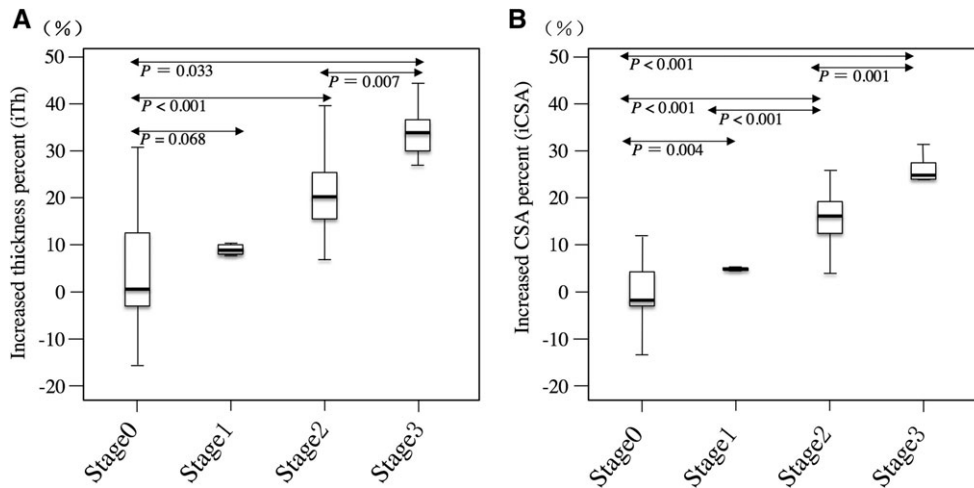 A (%)
Increased thickness percent (iTh)
50
40
30
20
10
0
-10
-20
P = 0.033
P = 0.007
P < 0.001
P = 0.068
Stage0
Stage1
Stage2
Stage3
B (%)
Increased CSA percent (iCSA)
50
40
30
20
10
0
-10
-20
P < 0.001
P = 0.001
P < 0.001
P < 0.001
P = 0.004
Stage0
Stage1
Stage2
Stage3